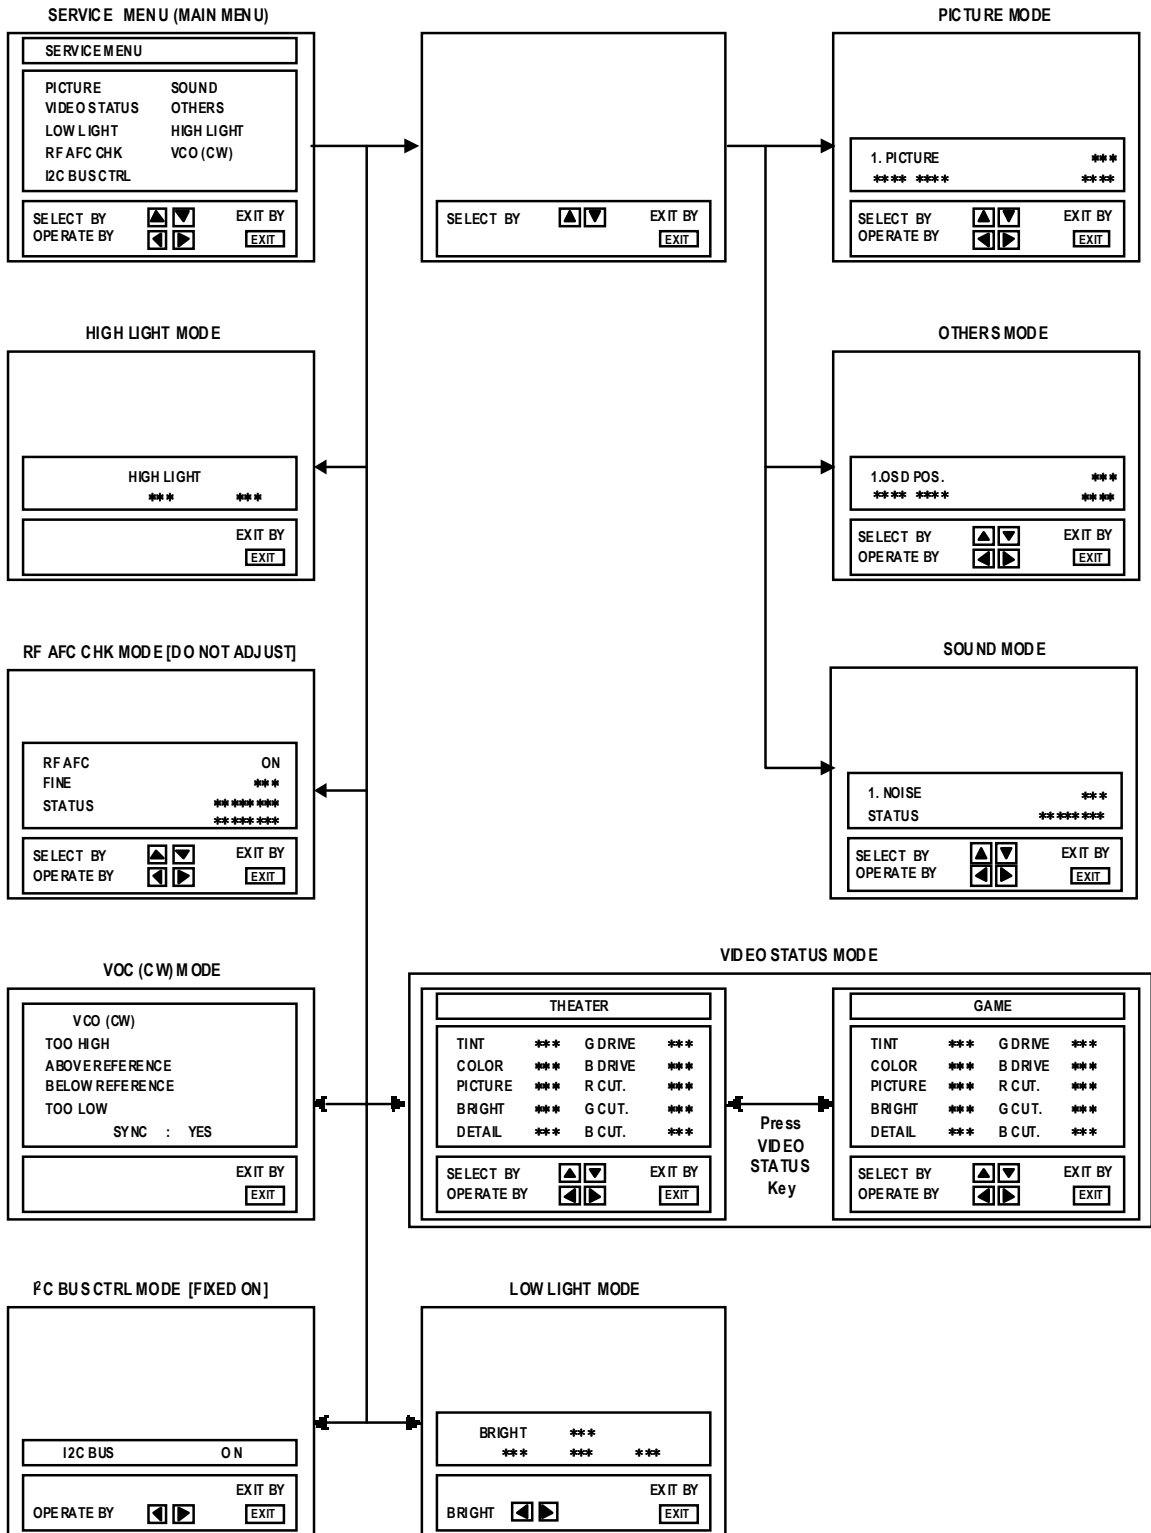 SERVICE MENU (MAIN MENU)
SERVICE MENU
PICTURE SOUND
VIDEO STATUS OTHERS
LOW LIGHT HIGH LIGHT
RF AFC CHK VCO (CW)
I2C BUS CTRL
SELECT BY ▲ ▼ EXIT BY
OPERATE BY ◀ ▶ EXIT
SELECT BY ▲ ▼ EXIT BY
EXIT
PICTURE MODE
1. PICTURE ***
**** **** ****
SELECT BY ▲ ▼ EXIT BY
OPERATE BY ◀ ▶ EXIT
HIGH LIGHT MODE
HIGH LIGHT
*** ***
EXIT BY
EXIT
OTHERS MODE
1.OSD POS. ***
**** **** ****
SELECT BY ▲ ▼ EXIT BY
OPERATE BY ◀ ▶ EXIT
RF AFC CHK MODE [DO NOT ADJUST]
RF AFC ON
FINE ***
STATUS ********
********
SELECT BY ▲ ▼ EXIT BY
OPERATE BY ◀ ▶ EXIT
SOUND MODE
1. NOISE ***
STATUS ********
SELECT BY ▲ ▼ EXIT BY
OPERATE BY ◀ ▶ EXIT
VOC (CW) MODE
VCO (CW)
TOO HIGH
ABOVE REFERENCE
BELOW REFERENCE
TOO LOW
SYNC : YES
EXIT BY
EXIT
VIDEO STATUS MODE
THEATER
TINT *** G DRIVE ***
COLOR *** B DRIVE ***
PICTURE *** R CUT. ***
BRIGHT *** G CUT. ***
DETAIL *** B CUT. ***
SELECT BY ▲ ▼ EXIT BY
OPERATE BY ◀ ▶ EXIT
Press
VIDEO
STATUS
Key
GAME
TINT *** G DRIVE ***
COLOR *** B DRIVE ***
PICTURE *** R CUT. ***
BRIGHT *** G CUT. ***
DETAIL *** B CUT. ***
SELECT BY ▲ ▼ EXIT BY
OPERATE BY ◀ ▶ EXIT
I²C BUS CTRL MODE [FIXED ON]
I2C BUS ON
EXIT BY
OPERATE BY ◀ ▶ EXIT
LOW LIGHT MODE
BRIGHT ***
*** *** ***
EXIT BY
BRIGHT ◀ ▶ EXIT